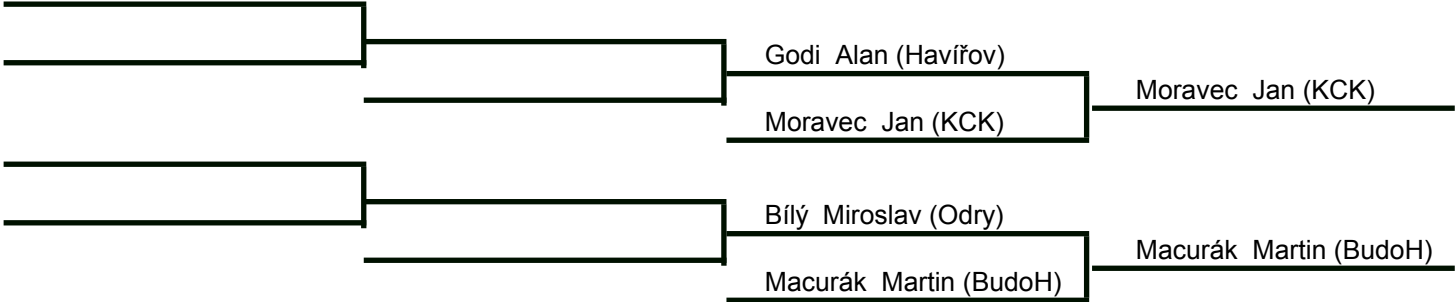 Godi Alan (Havířov)
Moravec Jan (KCK)
Moravec Jan (KCK)
Bílý Miroslav (Odry)
Macurák Martin (BudoH)
Macurák Martin (BudoH)